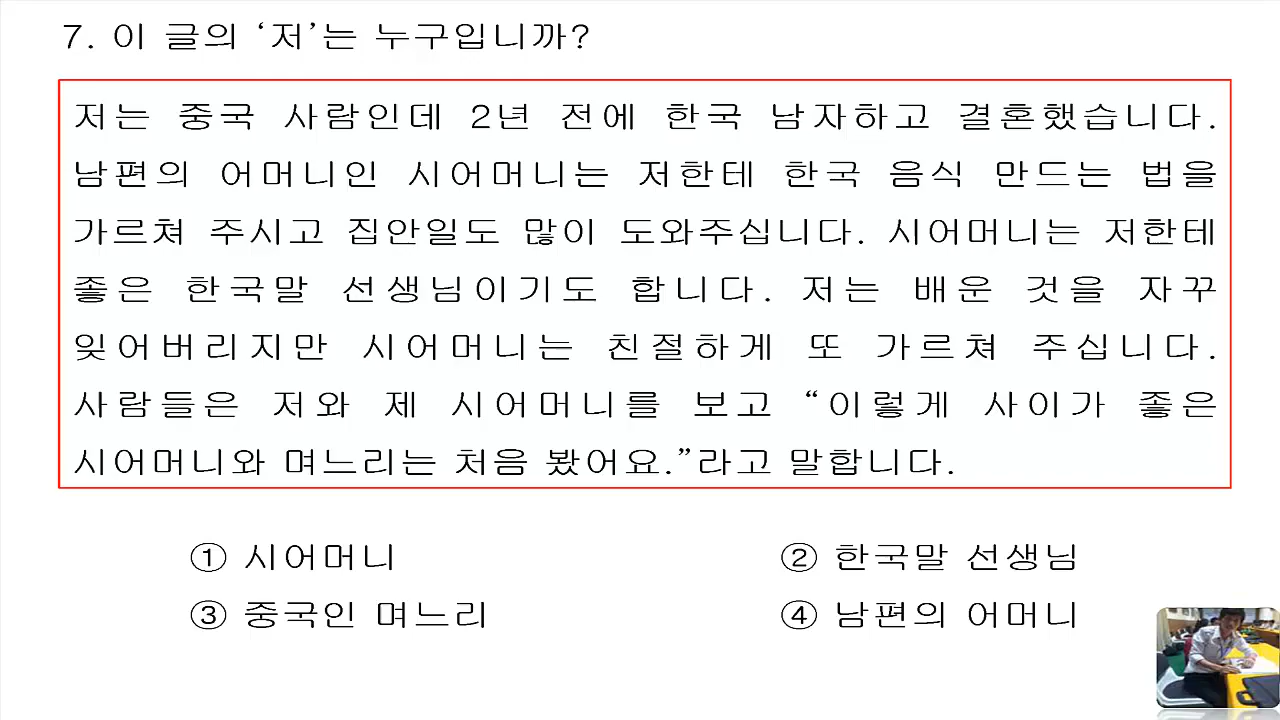 7. 이 글의 ‘저’는 누구입니까?
저는 중국 사람인데 2년 전에 한국 남자하고 결혼했습니다.
남편의 어머니인 시어머니는 저한테 한국 음식 만드는 법을
가르쳐 주시고 집안일도 많이 도와주십니다. 시어머니는 저한테
좋은 한국말 선생님이기도 합니다. 저는 배운 것을 자꾸
잊어버리지만 시어머니는 친절하게 또 가르쳐 주십니다.
사람들은 저와 제 시어머니를 보고 “이렇게 사이가 좋은
시어머니와 며느리는 처음 봤어요.”라고 말합니다.
① 시어머니 ② 한국말 선생님
③ 중국인 며느리 ④ 남편의 어머니